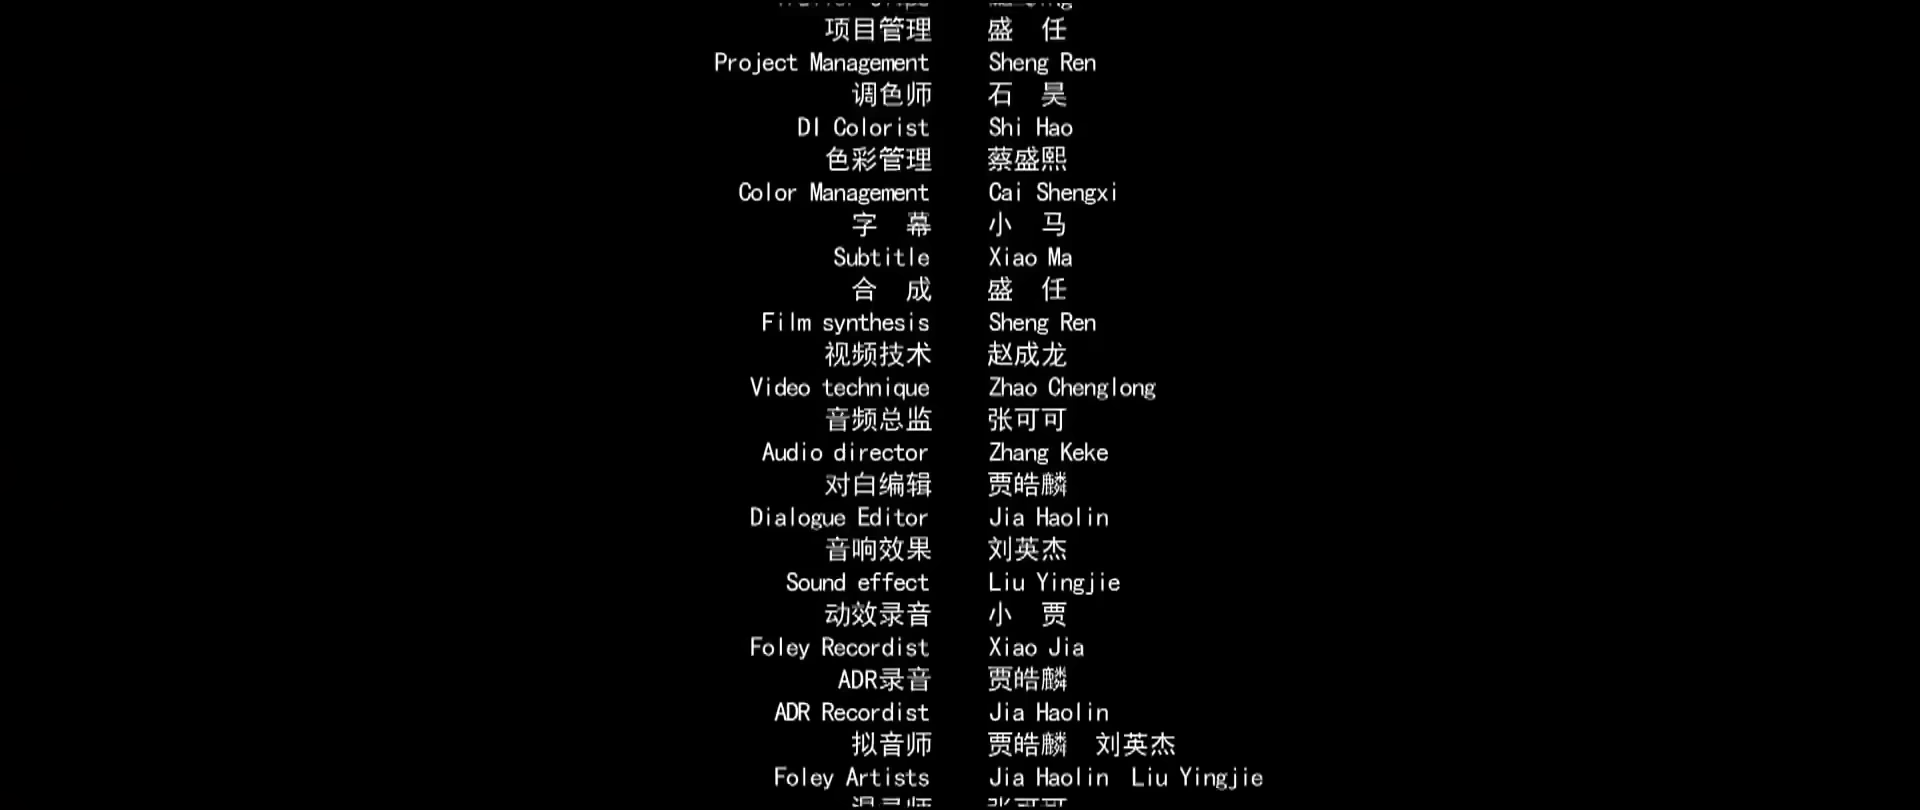 项目管理 盛 任
Project Management Sheng Ren
调色师 石 昊
DI Colorist Shi Hao
色彩管理 蔡盛熙
Color Management Cai Shengxi
字 幕 小 马
Subtitle Xiao Ma
合 成 盛 任
Film synthesis Sheng Ren
视频技术 赵成龙
Video technique Zhao Chenglong
音频总监 张可可
Audio director Zhang Keke
对白编辑 贾皓麟
Dialogue Editor Jia Haolin
音响效果 刘英杰
Sound effect Liu Yingjie
动效录音 小 贾
Foley Recordist Xiao Jia
ADR录音 贾皓麟
ADR Recordist Jia Haolin
拟音师 贾皓麟 刘英杰
Foley Artists Jia Haolin Liu Yingjie